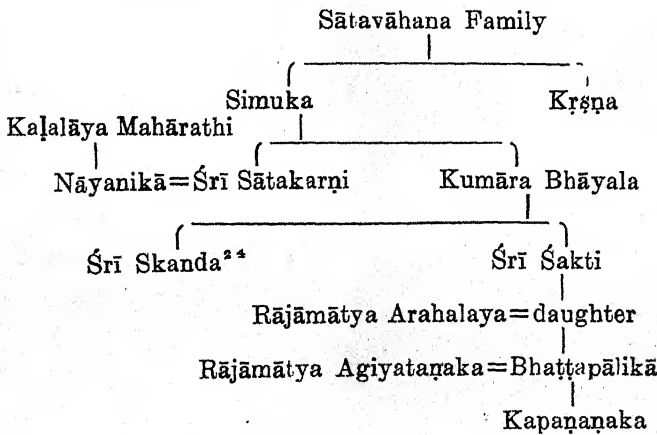 Sātavāhana Family
Simuka Kṛṣṇa
Kaḷalāya Mahārathi
Nāyanikā=Śrī Sātakarṇi Kumāra Bhāyala
Śrī Skanda²⁴ Śrī Śakti
Rājāmātya Arahalaya=daughter
Rājāmātya Agiyataṇaka=Bhaṭṭapālikā
Kapaṇaṇaka